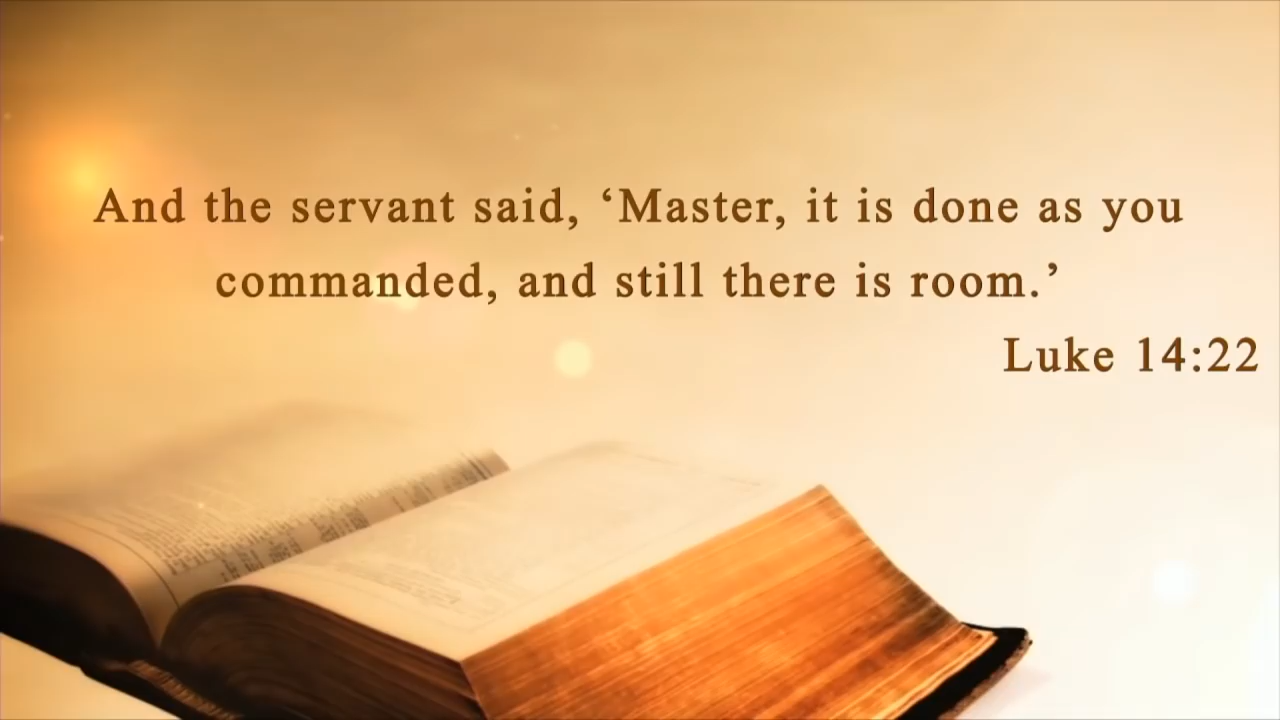 And the servant said, ‘Master, it is done as you
commanded, and still there is room.’
Luke 14:22